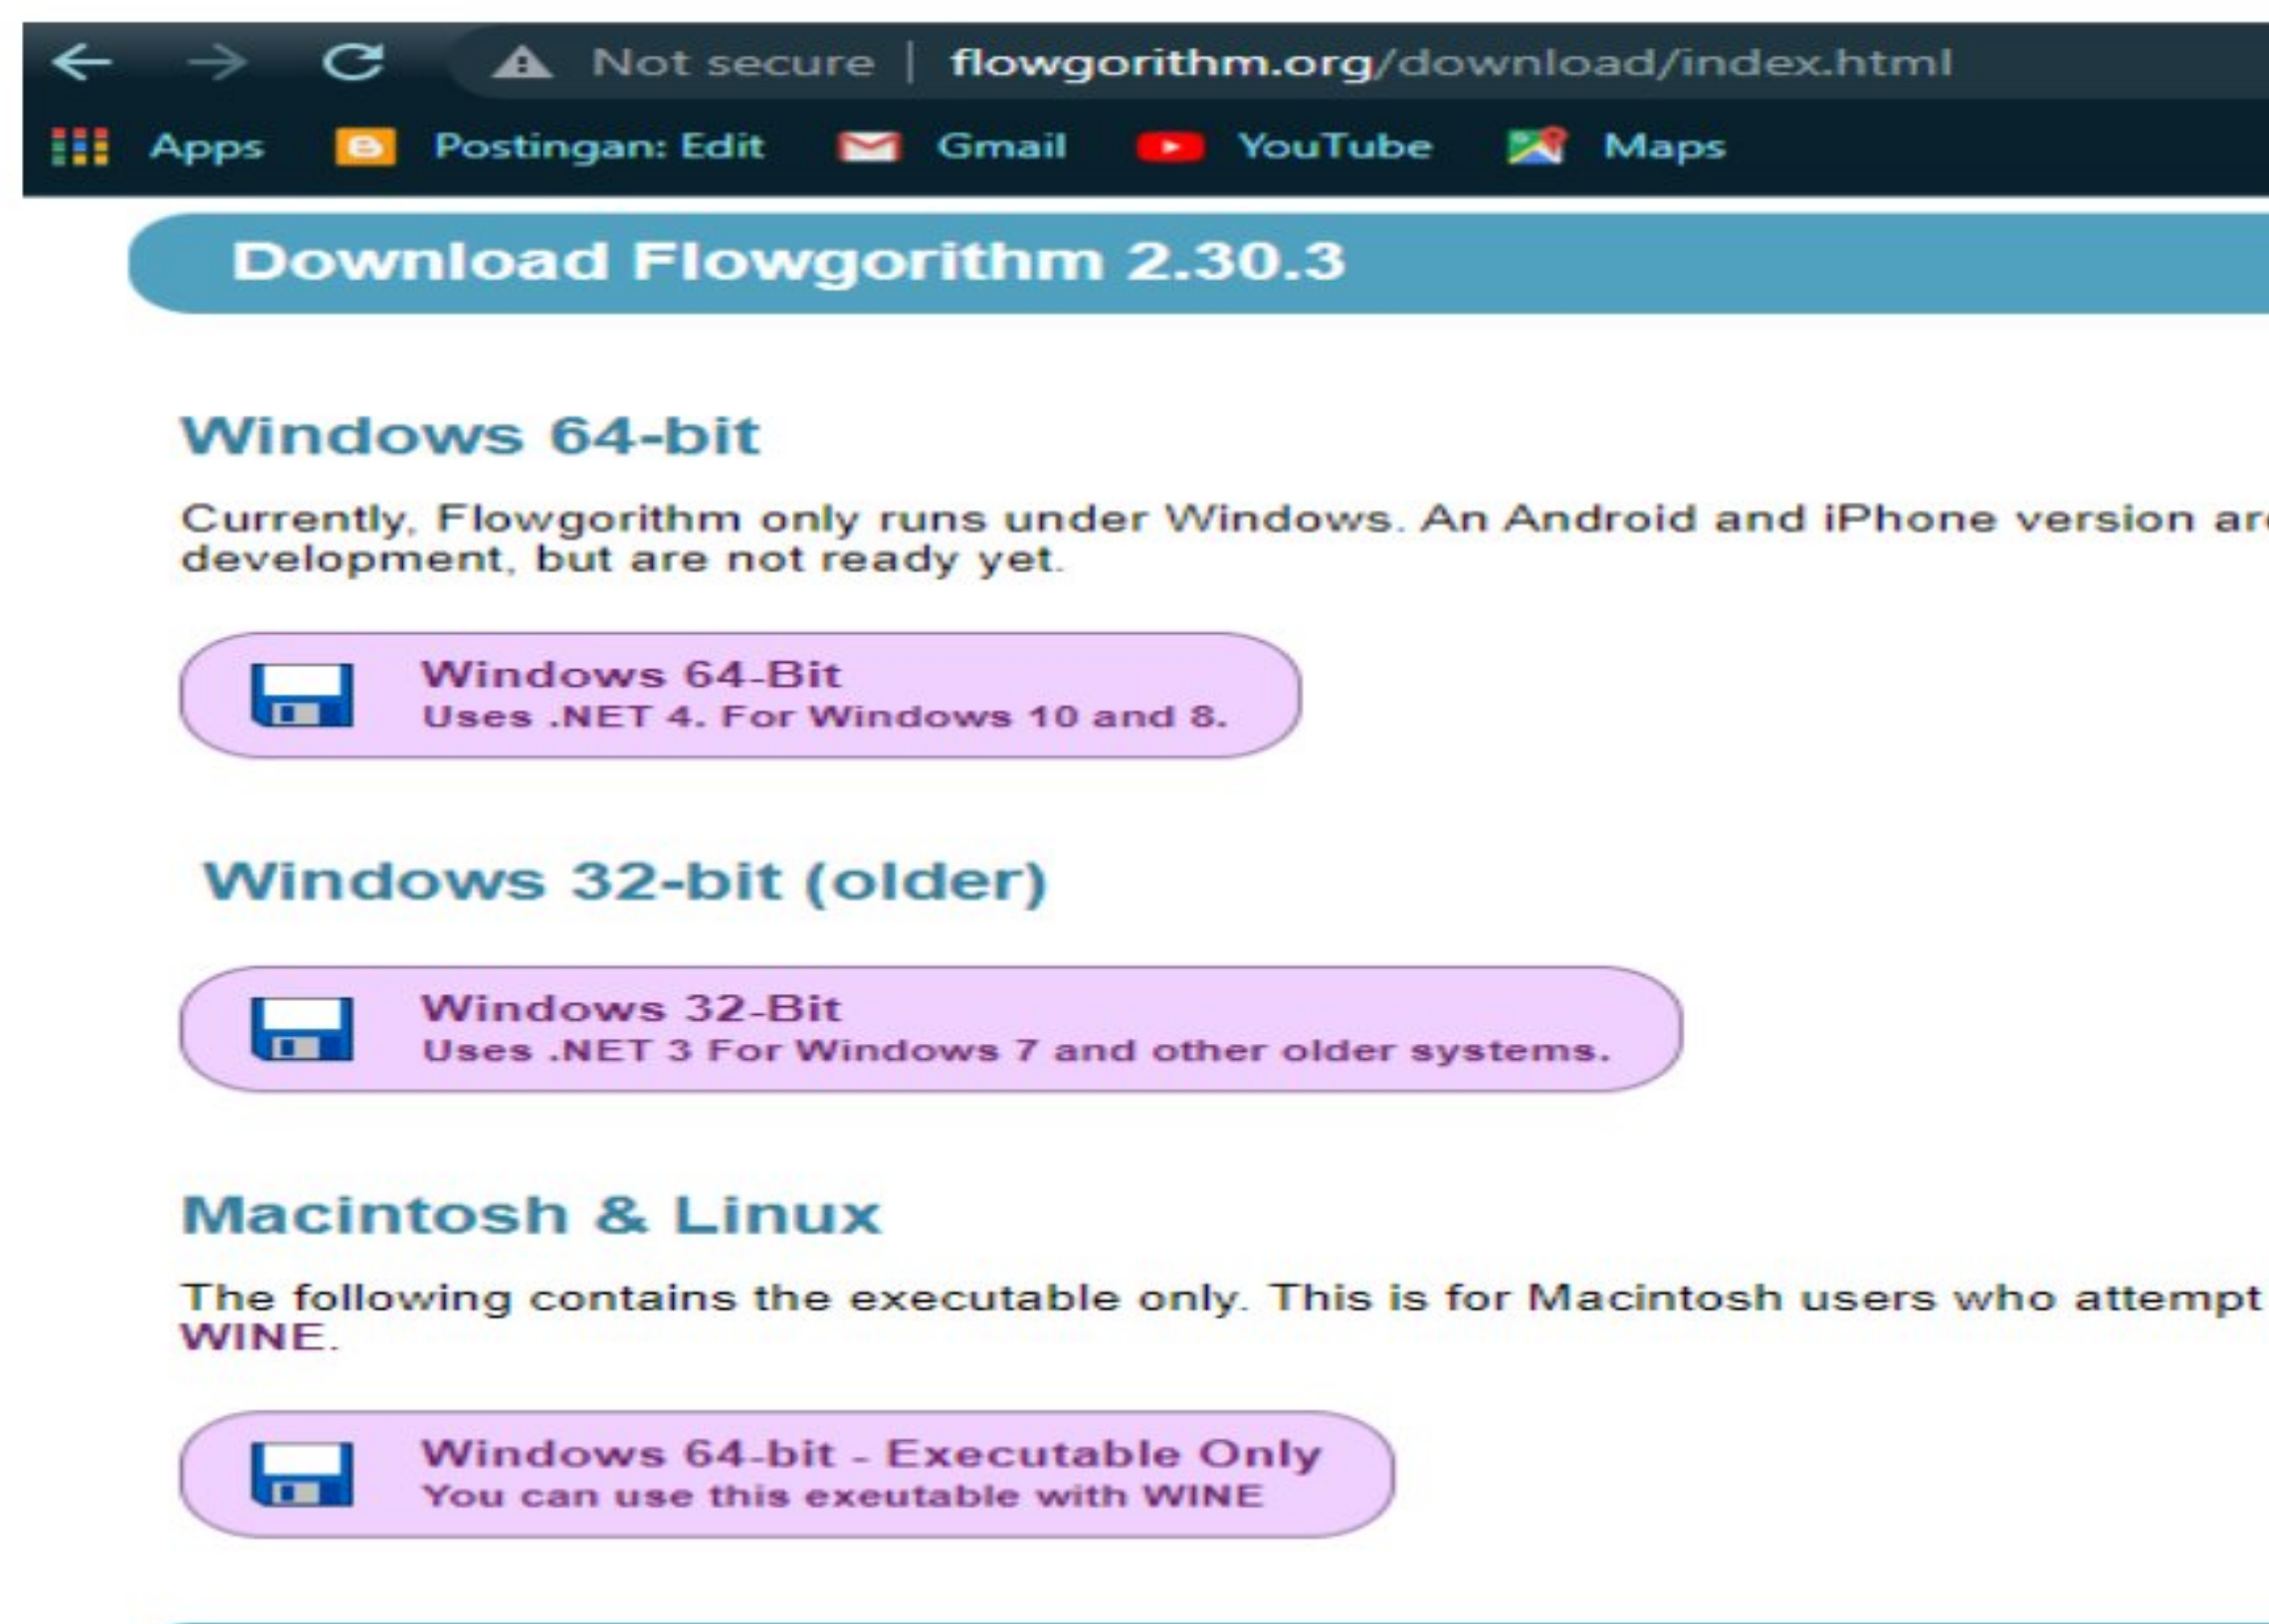 Not secure | flowgorithm.org/download/index.html
Apps Postingan: Edit Gmail YouTube Maps
Download Flowgorithm 2.30.3
Windows 64-bit
Currently, Flowgorithm only runs under Windows. An Android and iPhone version
development, but are not ready yet.
Windows 64-Bit
Uses .NET 4. For Windows 10 and 8.
Windows 32-bit (older)
Windows 32-Bit
Uses .NET 3 For Windows 7 and other older systems.
Macintosh & Linux
The following contains the executable only. This is for Macintosh users who attempt
WINE.
Windows 64-bit - Executable Only
You can use this exeutable with WINE